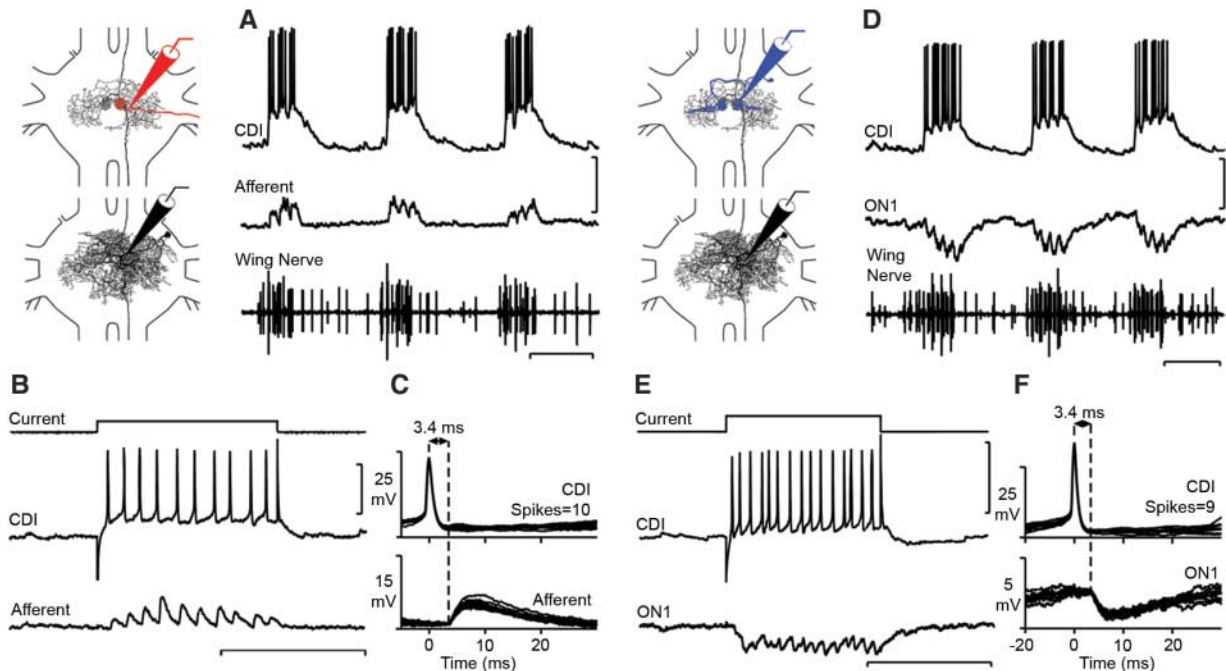 A
CDI
Afferent
Wing Nerve
D
CDI
ON1
Wing
Nerve
B
Current
25
mV
CDI
Afferent
C
3.4 ms
CDI
Spikes=10
15
mV
Afferent
0 10 20
Time (ms)
E
Current
CDI
ON1
F
3.4 ms
25
mV
CDI
Spikes=9
5
mV
ON1
-20 0 10 20
Time (ms)